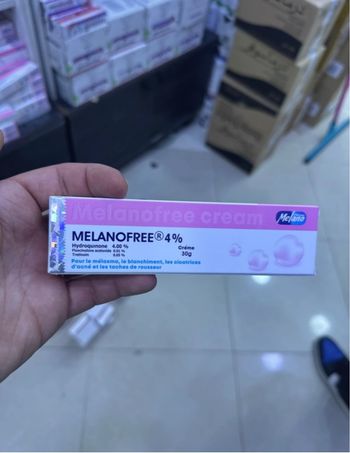 Melanofree cream
Melano
MELANOFREE® 4%
Hydroquinone 4.00 %
Fluocinolone acetonide 0.01 %
Tretinoin 0.05 %
Créme
30g
Pour le mélasma, le blanchiment, les cicatrices
d'acné et les taches de rousseur